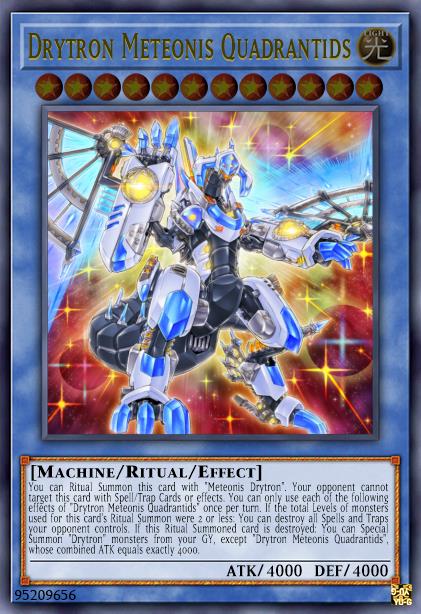 Drytron Meteonis Quadrantids
LIGHT
光
[Machine/Ritual/Effect]
You can Ritual Summon this card with "Meteonis Drytron". Your opponent cannot
target this card with Spell/Trap Cards or effects. You can only use each of the following
effects of "Drytron Meteonis Quadrantids" once per turn. If the total Levels of monsters
used for this card's Ritual Summon were 2 or less: You can destroy all Spells and Traps
your opponent controls. If this Ritual Summoned card is destroyed: You can Special
Summon "Drytron" monsters from your GY, except "Drytron Meteonis Quadrantids",
whose combined ATK equals exactly 4000.
ATK/4000 DEF/4000
95209656